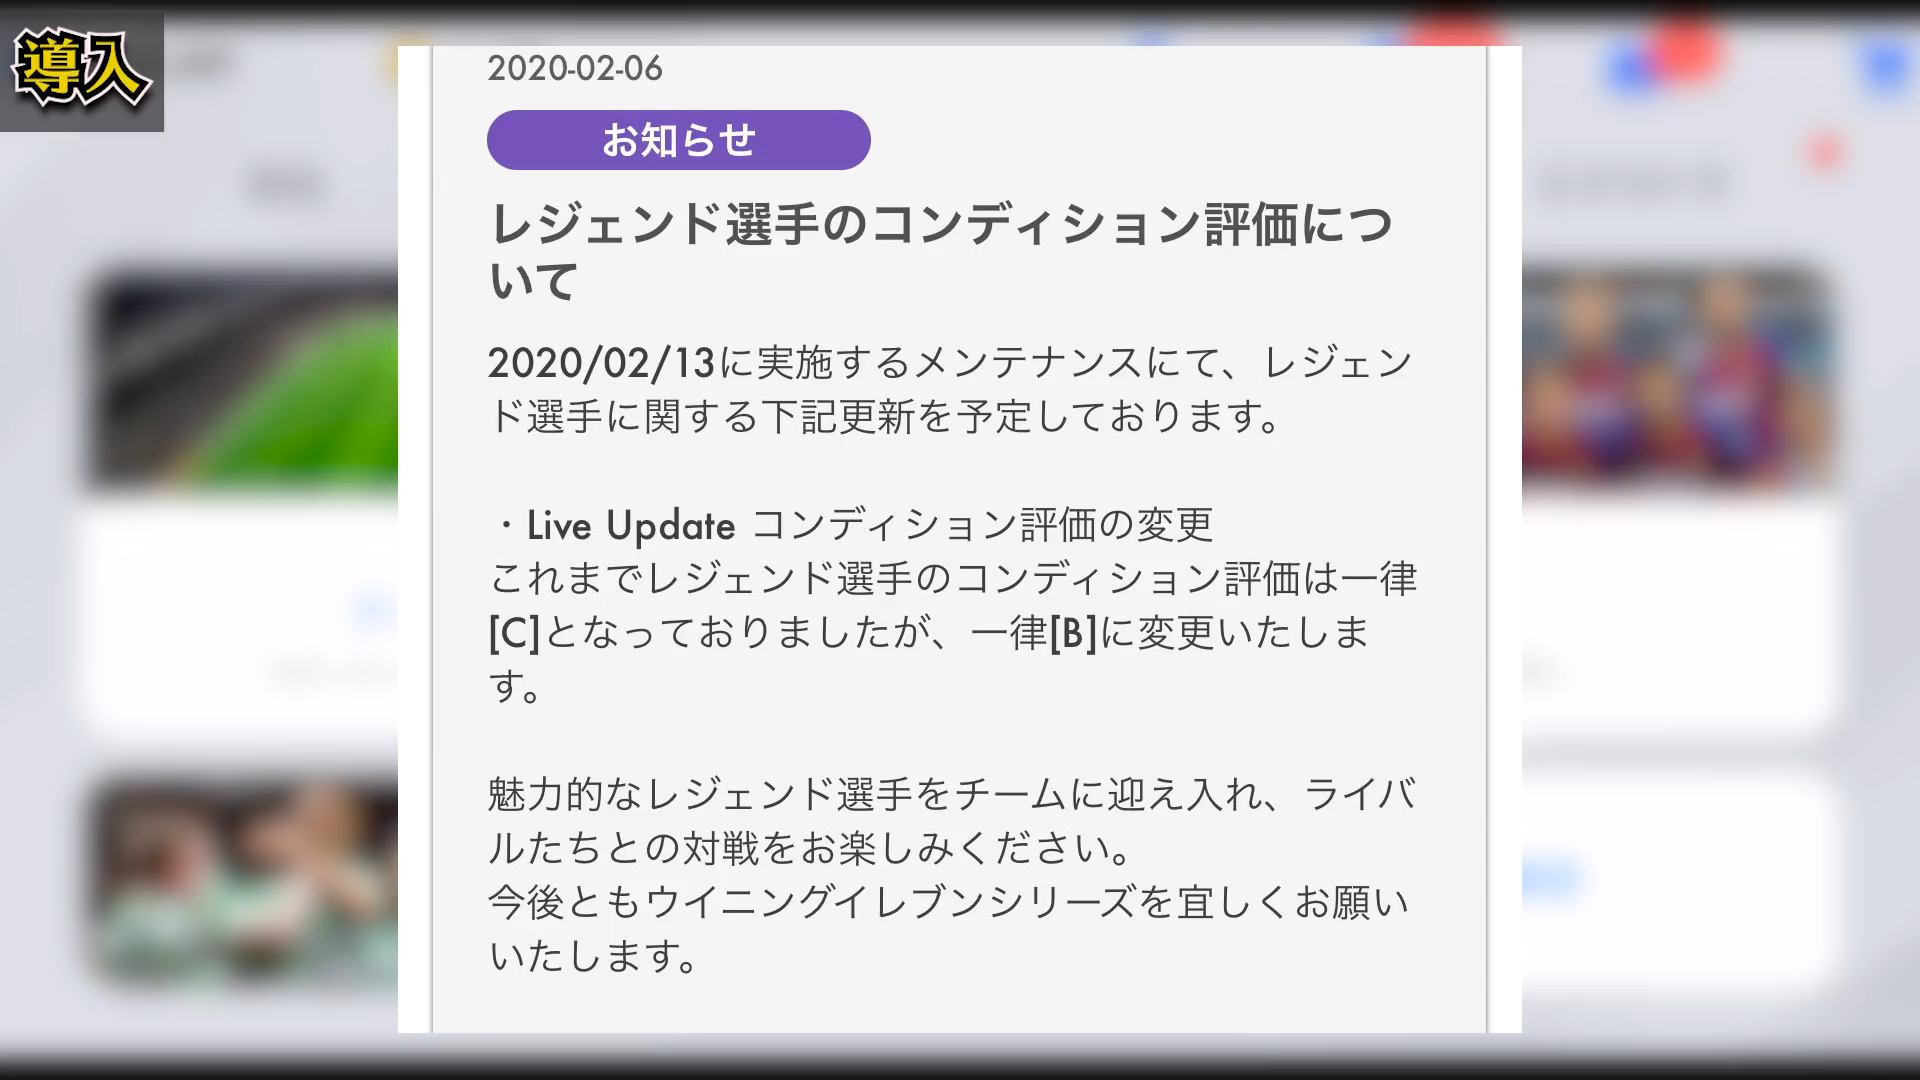 導入
2020-02-06
お知らせ
レジェンド選手のコンディション評価につ
いて
2020/02/13に実施するメンテナンスにて、レジェン
ド選手に関する下記更新を予定しております。
・Live Update コンディション評価の変更
これまでレジェンド選手のコンディション評価は一律
[C]となっておりましたが、一律[B]に変更いたしま
す。
魅力的なレジェンド選手をチームに迎え入れ、ライバ
ルたちとの対戦をお楽しみください。
今後ともウイニングイレブンシリーズを宜しくお願い
いたします。